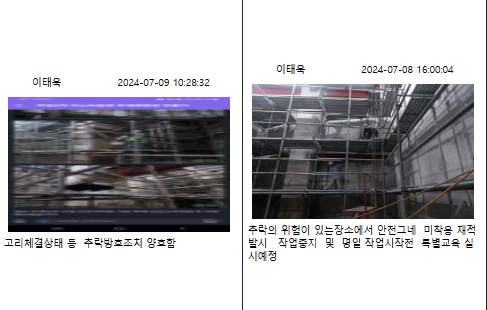 이태욱 2024-07-09 10:28:32
고리체결상태 등 추락방호조치 양호함
이태욱 2024-07-08 16:00:04
추락의 위험이 있는장소에서 안전그네 미착용 재적
발시 작업중지 및 명일 작업시작전 특별교육 실
시예정